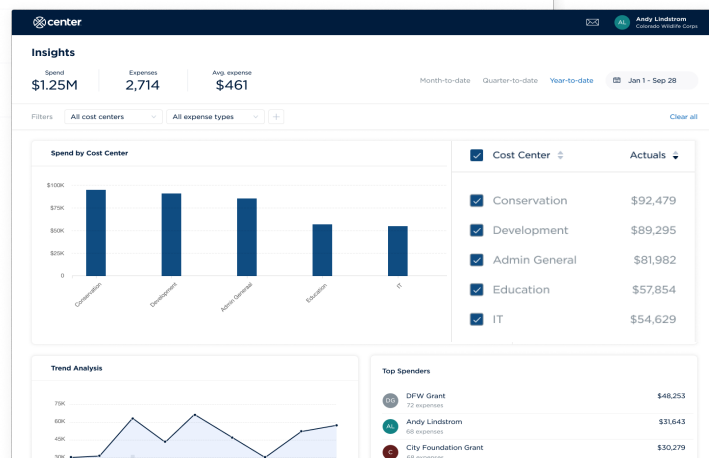 center
AL
Andy Lindstrom
Colorado Wildlife Corps
Insights
Spend
$1.25M
Expenses
2,714
Avg. expense
$461
Month-to-date Quarter-to-date Year-to-date Jan 1 - Sep 28
Filters All cost centers All expense types + Clear all
Spend by Cost Center
$100K
$75K
$50K
$25K
0
Conservation
Development
Admin Generaal
Education
IT
Cost Center Actuals
Conservation $92,479
Development $89,295
Admin General $81,982
Education $57,854
IT $54,629
Trend Analysis
75K
60K
45K
30K
Top Spenders
DG DFW Grant $48,253
72 expenses
AL Andy Lindstrom $31,643
68 expenses
C City Foundation Grant $30,279
68 expenses